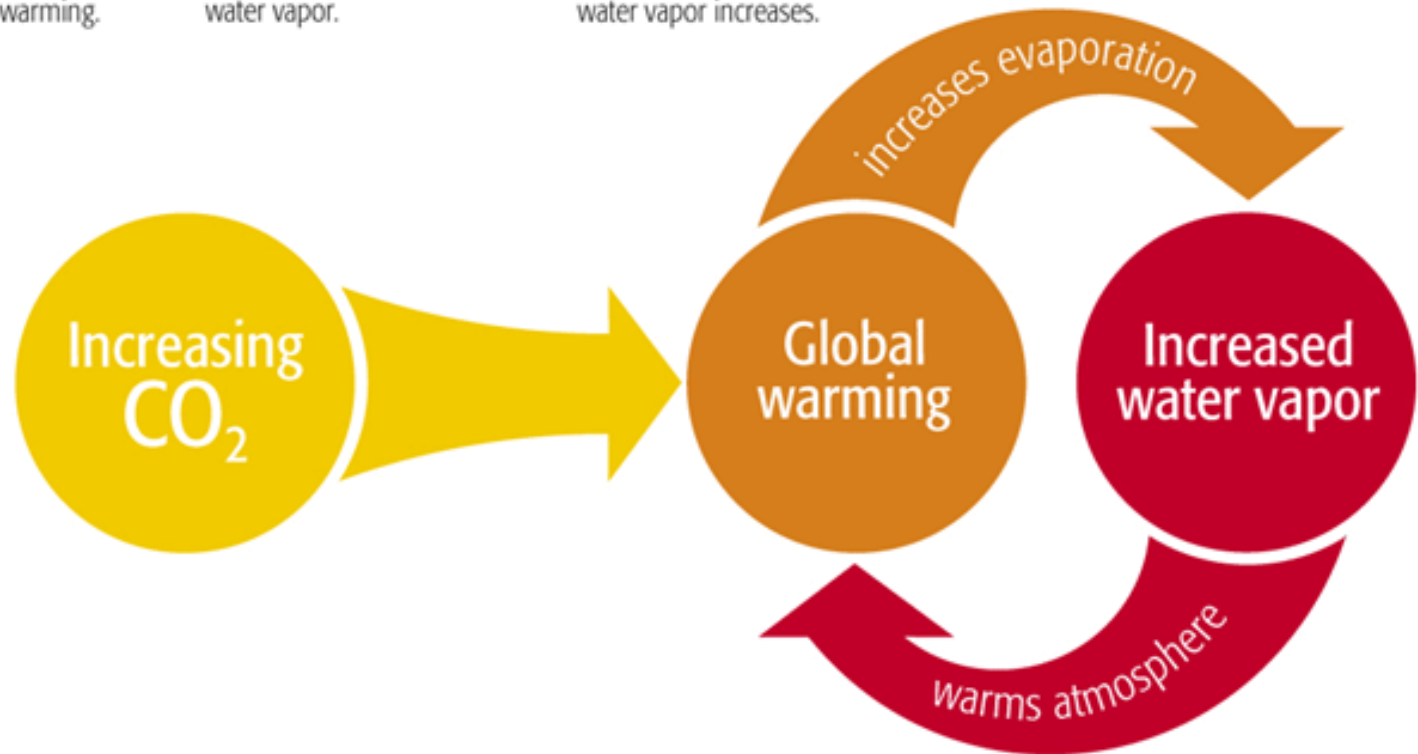 warming.
water vapor.
water vapor increases.
increases evaporation
Increasing
CO₂
Global
warming
Increased
water vapor
warms atmosphere